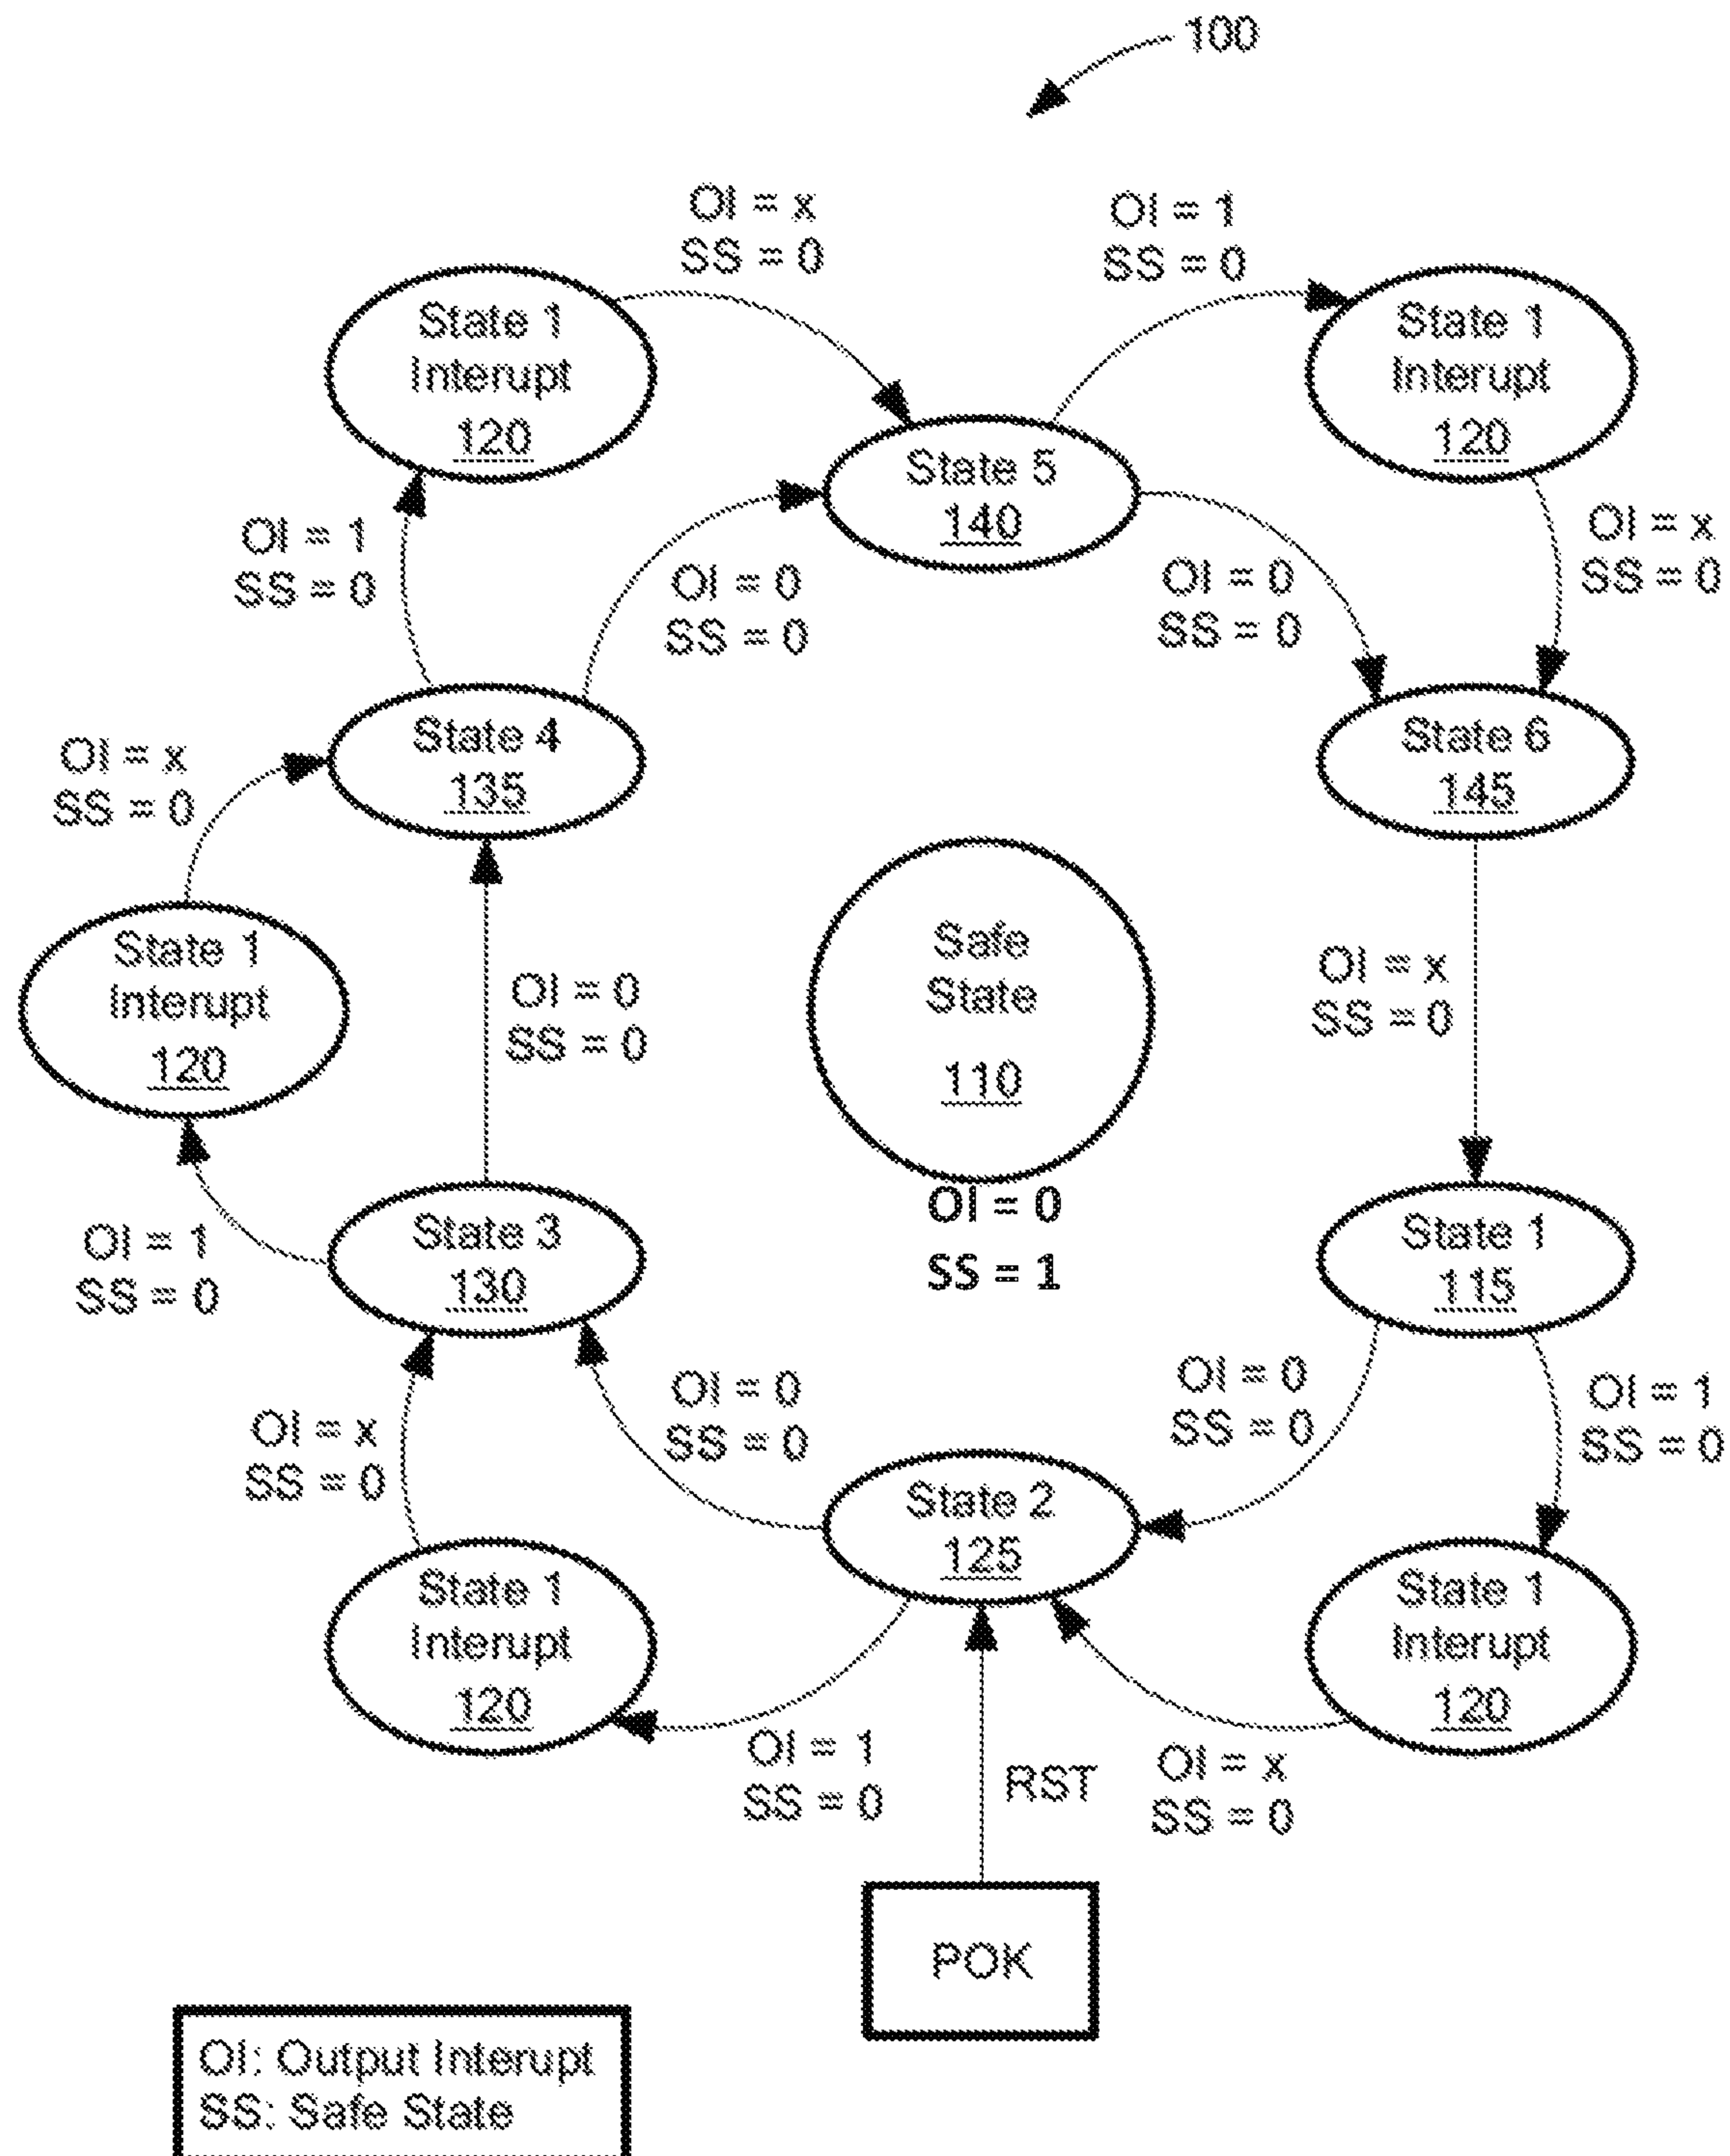 100
OI = x
SS = 0
OI = 1
SS = 0
State 1
Interupt
120
State 1
Interupt
120
State 5
140
OI = 1
SS = 0
OI = 0
SS = 0
OI = 0
SS = 0
OI = x
SS = 0
State 4
135
State 6
145
OI = x
SS = 0
State 1
Interupt
120
OI = 0
SS = 0
Safe
State
110
OI = x
SS = 0
OI = 0
SS = 1
OI = 1
SS = 0
State 3
130
State 1
115
OI = x
SS = 0
OI = 0
SS = 0
OI = 0
SS = 0
OI = 1
SS = 0
State 2
125
State 1
Interupt
120
State 1
Interupt
120
OI = 1
SS = 0
RST
OI = x
SS = 0
POK
OI: Output Interupt
SS: Safe State